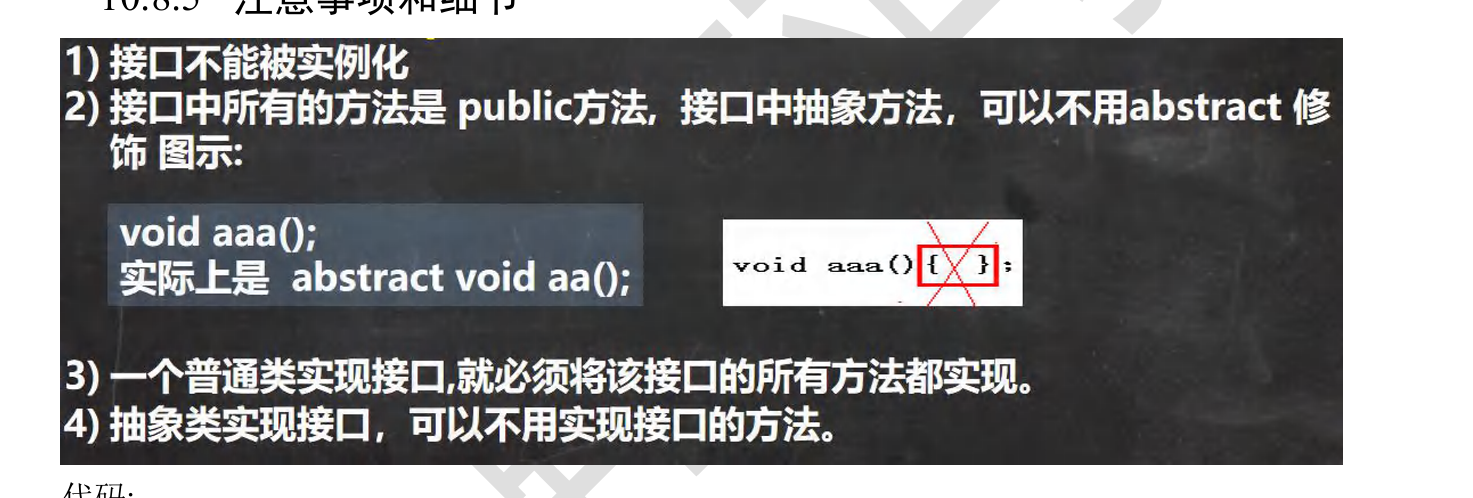 10.8.5 注意事项和细节
1) 接口不能被实例化
2) 接口中所有的方法是 public方法, 接口中抽象方法，可以不用abstract 修
饰 图示:
void aaa();
实际上是 abstract void aa();
void aaa(){ };
3) 一个普通类实现接口,就必须将该接口的所有方法都实现。
4) 抽象类实现接口，可以不用实现接口的方法。
代码: